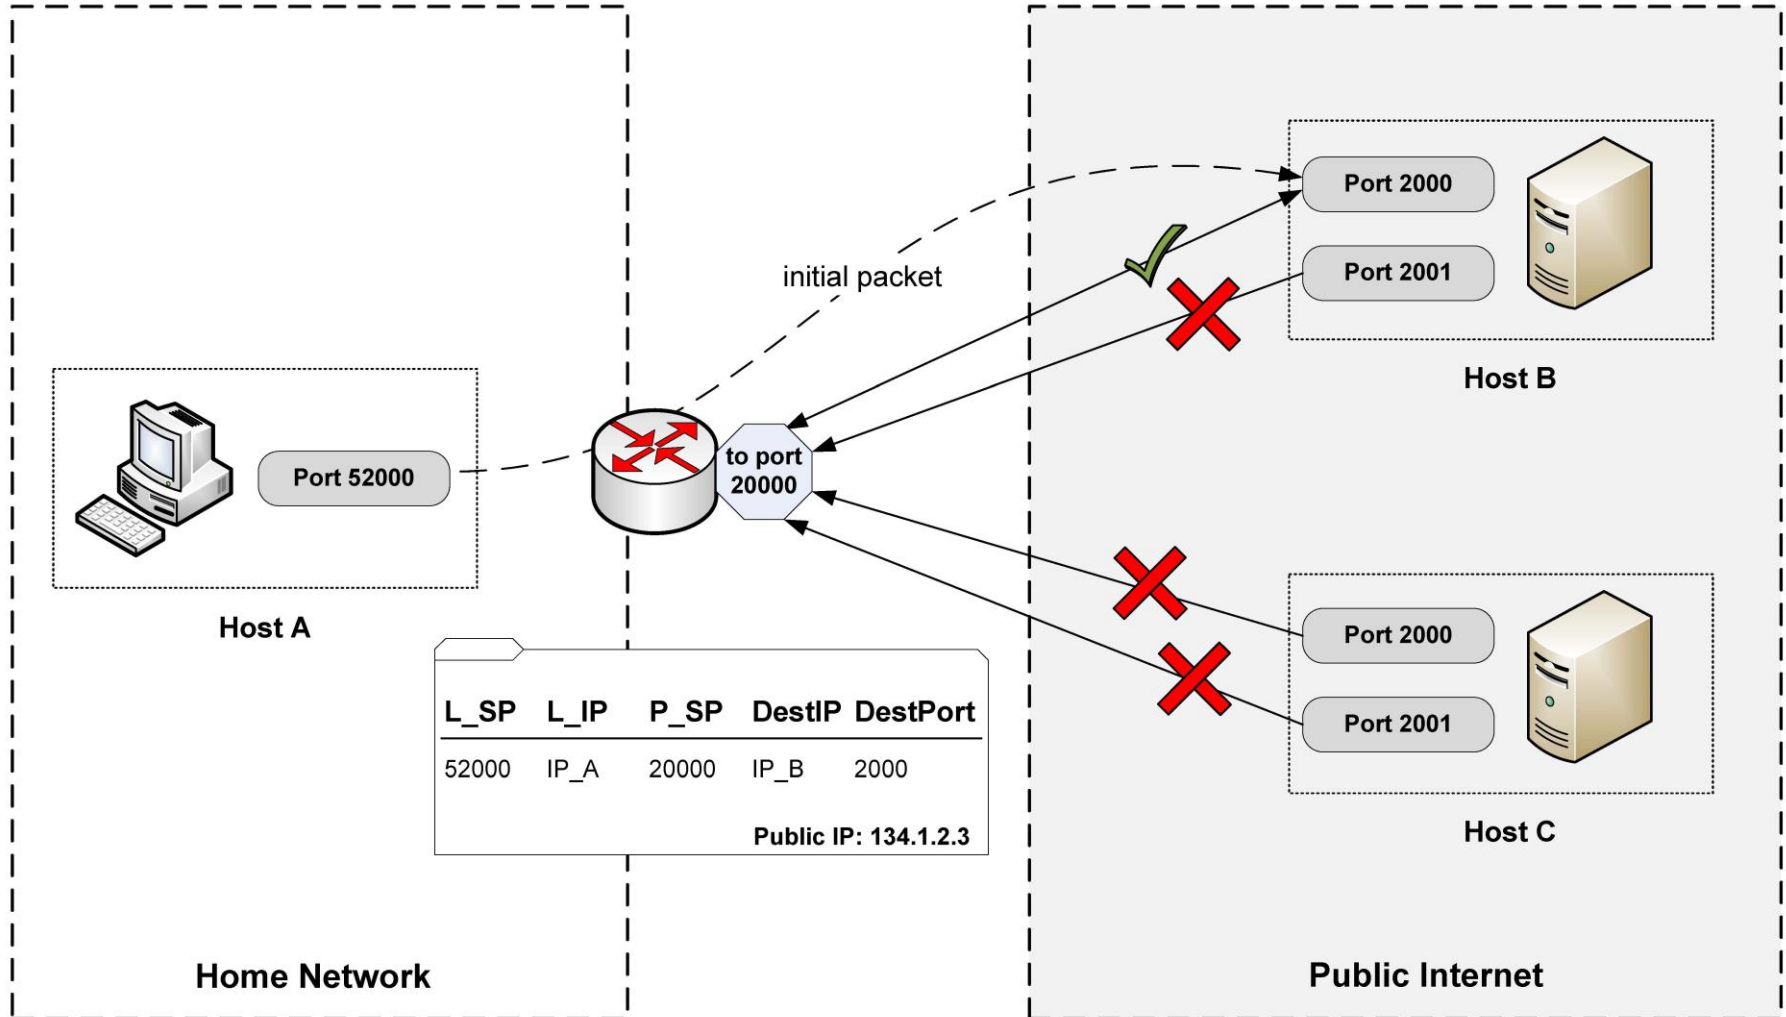 Port 2000
Port 2001
Host B
initial packet
Port 52000
to port
20000
Host A
Port 2000
Port 2001
Host C
L_SP L_IP P_SP DestIP DestPort
52000 IP_A 20000 IP_B 2000
Public IP: 134.1.2.3
Home Network
Public Internet